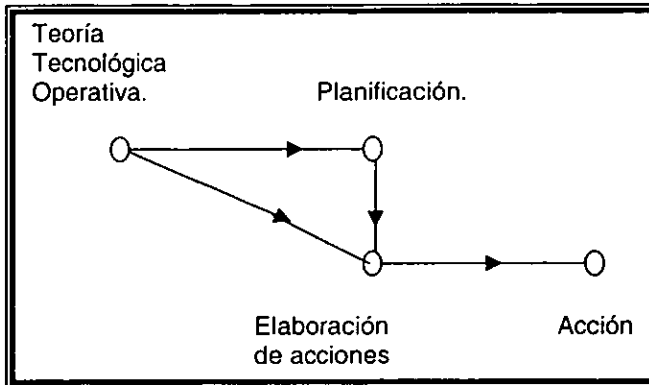 Teoría
Tecnológica
Operativa.
Planificación.
Elaboración
de acciones
Acción